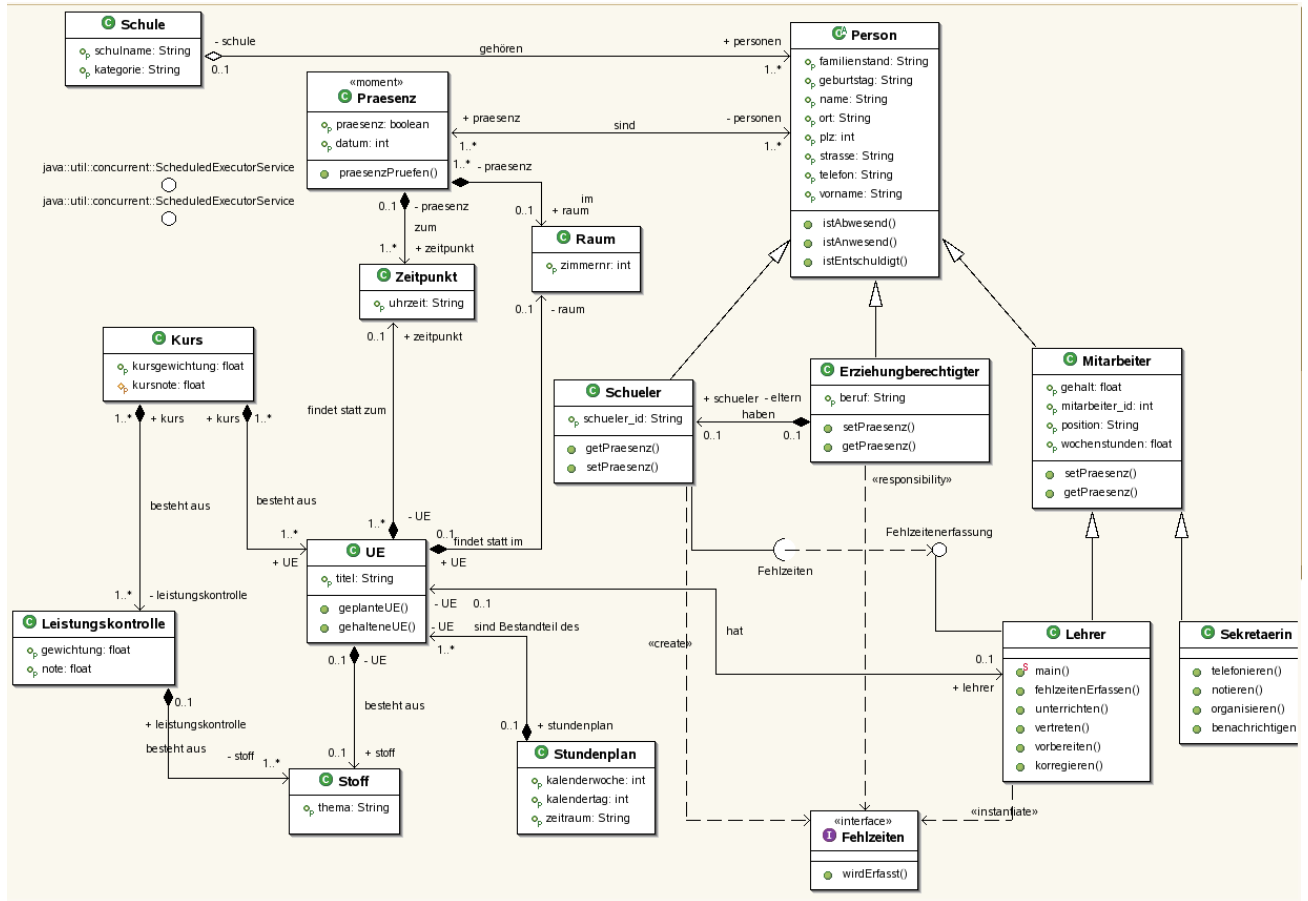 Schule
schulname: String
kategorie: String
- schule
0..1
gehören
+ personen
1..*
Person
familienstand: String
geburtstag: String
name: String
ort: String
plz: int
strasse: String
telefon: String
vorname: String
istAbwesend()
istAnwesend()
istEntschuldigt()
«moment»
Praesenz
praesenz: boolean
datum: int
praesenzPruefen()
+ praesenz
1..*
sind
- personen
1..*
java::util::concurrent::ScheduledExecutorService
java::util::concurrent::ScheduledExecutorService
1..* - praesenz
im
0..1 + raum
0..1 - praesenz
zum
1..* + zeitpunkt
Raum
zimmernr: int
Zeitpunkt
uhrzeit: String
0..1 - raum
0..1 + zeitpunkt
Kurs
kursgewichtung: float
kursnote: float
1..* + kurs
+ kurs 1..*
findet statt zum
Schueler
schueler_id: String
getPraesenz()
setPraesenz()
+ schueler - eltern
haben
0..1 0..1
Erziehungberechtigter
beruf: String
setPraesenz()
getPraesenz()
Mitarbeiter
gehalt: float
mitarbeiter_id: int
position: String
wochenstunden: float
setPraesenz()
getPraesenz()
«responsibility»
besteht aus
besteht aus
1..*
+ UE
1..* - UE
0..1
findet statt im
+ UE
Fehlzeiten
Fehlzeitenerfassung
UE
titel: String
geplanteUE()
gehalteneUE()
- UE 0..1
- UE sind Bestandteil des
1..*
«create»
hat
0..1
+ lehrer
1..* - leistungskontrolle
Leistungskontrolle
gewichtung: float
note: float
0..1
+ leistungskontrolle
besteht aus
- stoff 1..*
0..1 - UE
besteht aus
0..1 + stoff
0..1 + stundenplan
Lehrer
main()
fehlzeitenErfassen()
unterrichten()
vertreten()
vorbereiten()
korregieren()
Sekretaerin
telefonieren()
notieren()
organisieren()
benachrichtigen
Stoff
thema: String
Stundenplan
kalenderwoche: int
kalendertag: int
zeitraum: String
«instantiate»
«interface»
Fehlzeiten
wirdErfasst()